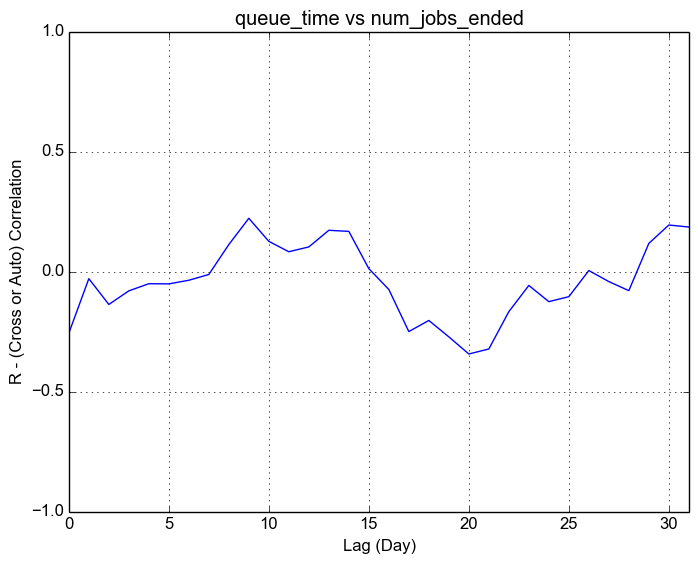 queue_time vs num_jobs_ended
1.0
0.5
0.0
−0.5
−1.0
R - (Cross or Auto) Correlation
0 5 10 15 20 25 30
Lag (Day)